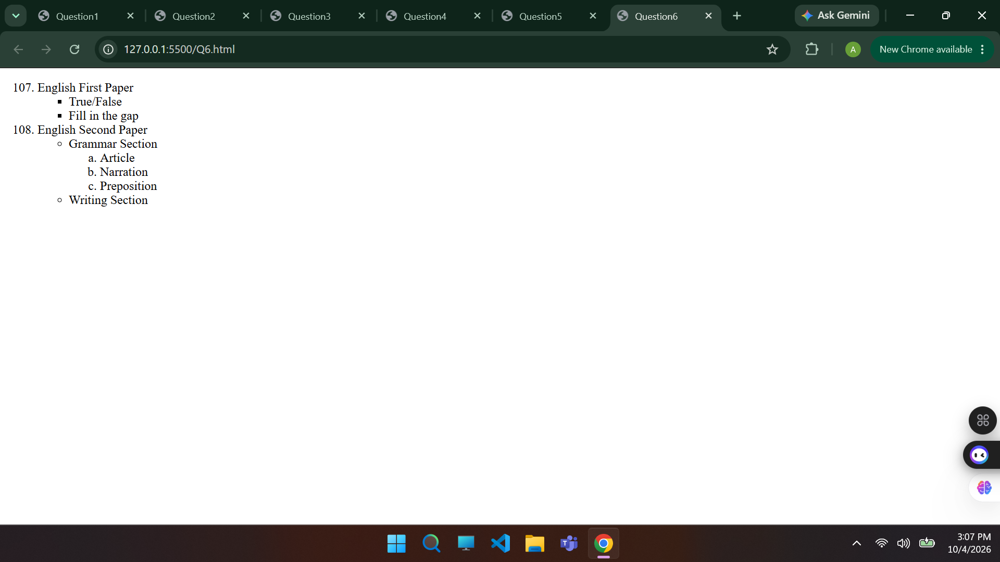 Question1
Question2
Question3
Question4
Question5
Question6
Ask Gemini
127.0.0.1:5500/Q6.html
A
New Chrome available
107. English First Paper
True/False
Fill in the gap
108. English Second Paper
Grammar Section
a. Article
b. Narration
c. Preposition
Writing Section
T
3:07 PM
10/4/2026